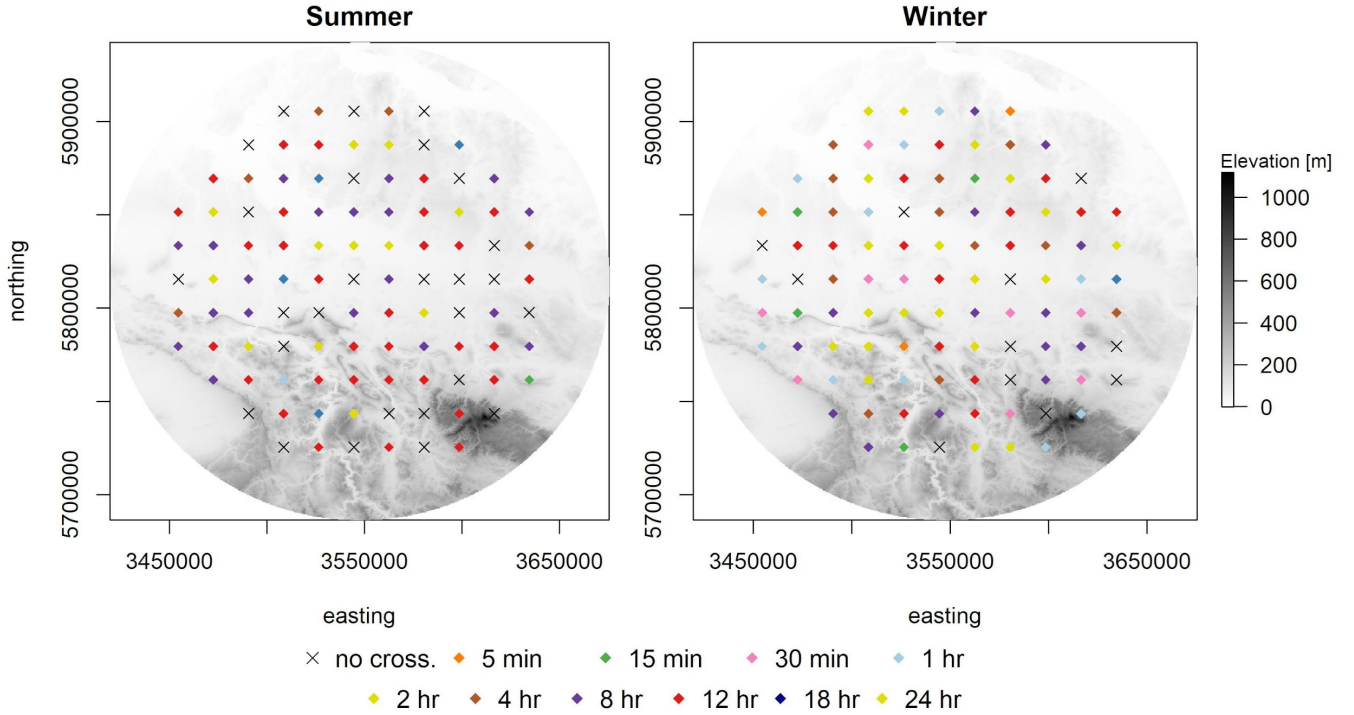 Summer Winter
5900000 5900000
Elevation [m]
1000
800
northing
600
400
5800000 5800000
200
0
5700000 5700000
3450000 3550000 3650000 3450000 3550000 3650000
easting easting
no cross. 5 min 15 min 30 min 1 hr
2 hr 4 hr 8 hr 12 hr 18 hr 24 hr